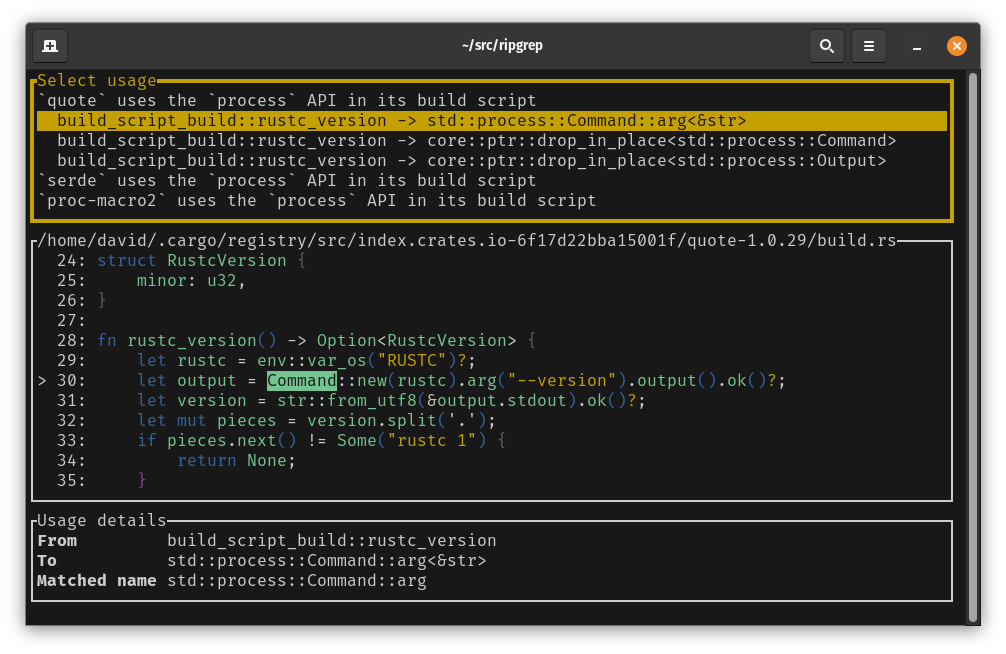 ~/src/ripgrep
Select usage
`quote` uses the `process` API in its build script
build_script_build::rustc_version -> std::process::Command::arg<&str>
build_script_build::rustc_version -> core::ptr::drop_in_place<std::process::Command>
build_script_build::rustc_version -> core::ptr::drop_in_place<std::process::Output>
`serde` uses the `process` API in its build script
`proc-macro2` uses the `process` API in its build script
/home/david/.cargo/registry/src/index.crates.io-6f17d22bba15001f/quote-1.0.29/build.rs
24: struct RustcVersion {
25:     minor: u32,
26: }
27:
28: fn rustc_version() -> Option<RustcVersion> {
29:     let rustc = env::var_os("RUSTC")?;
> 30:     let output = Command::new(rustc).arg("--version").output().ok()?;
31:     let version = str::from_utf8(&output.stdout).ok()?;
32:     let mut pieces = version.split('.');
33:     if pieces.next() != Some("rustc 1") {
34:         return None;
35:     }
Usage details
From build_script_build::rustc_version
To std::process::Command::arg<&str>
Matched name std::process::Command::arg